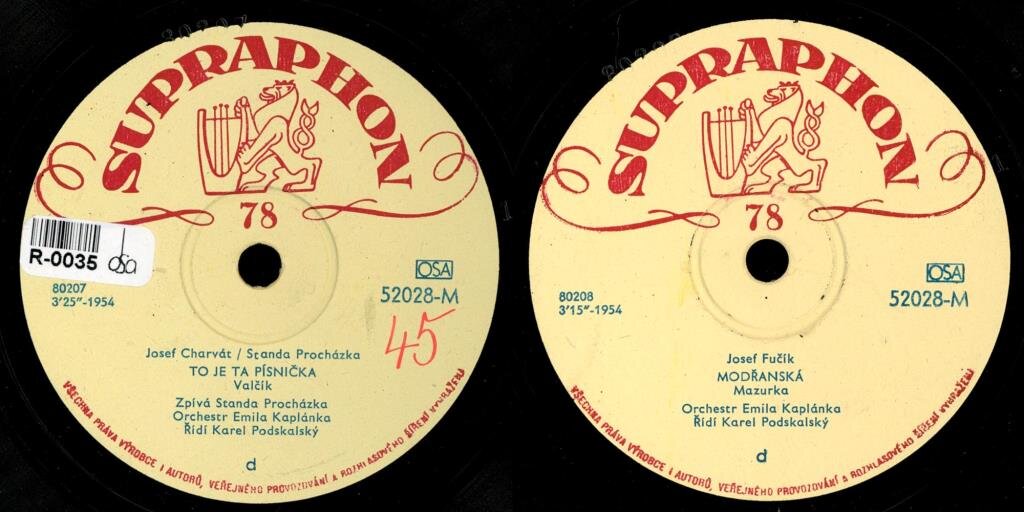 SUPRAPHON
78
R-0035 osa
80207
3'25"-1954
OSA
52028-M
45
Josef Charvát / Standa Procházka
TO JE TA PÍSNIČKA
Valčík
Zpívá Standa Procházka
Orchestr Emila Kaplánka
Řídí Karel Podskalský
d
VŠECHNA PRÁVA VÝROBCE I AUTORŮ, VEŘEJNÉHO PROVOZOVÁNÍ A ROZHLASOVÉHO ŠÍŘENÍ VYHRAŽENA
SUPRAPHON
78
80208
3'15"-1954
OSA
52028-M
Josef Fučík
MODŘANSKÁ
Mazurka
Orchestr Emila Kaplánka
Řídí Karel Podskalský
d
VŠECHNA PRÁVA VÝROBCE I AUTORŮ, VEŘEJNÉHO PROVOZOVÁNÍ A ROZHLASOVÉHO ŠÍŘENÍ VYHRAŽENA